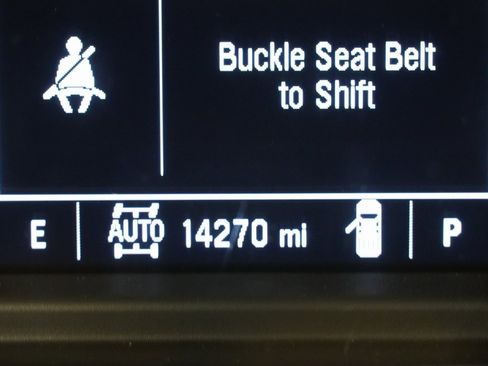 Buckle Seat Belt
to Shift
E AUTO 14270 mi P